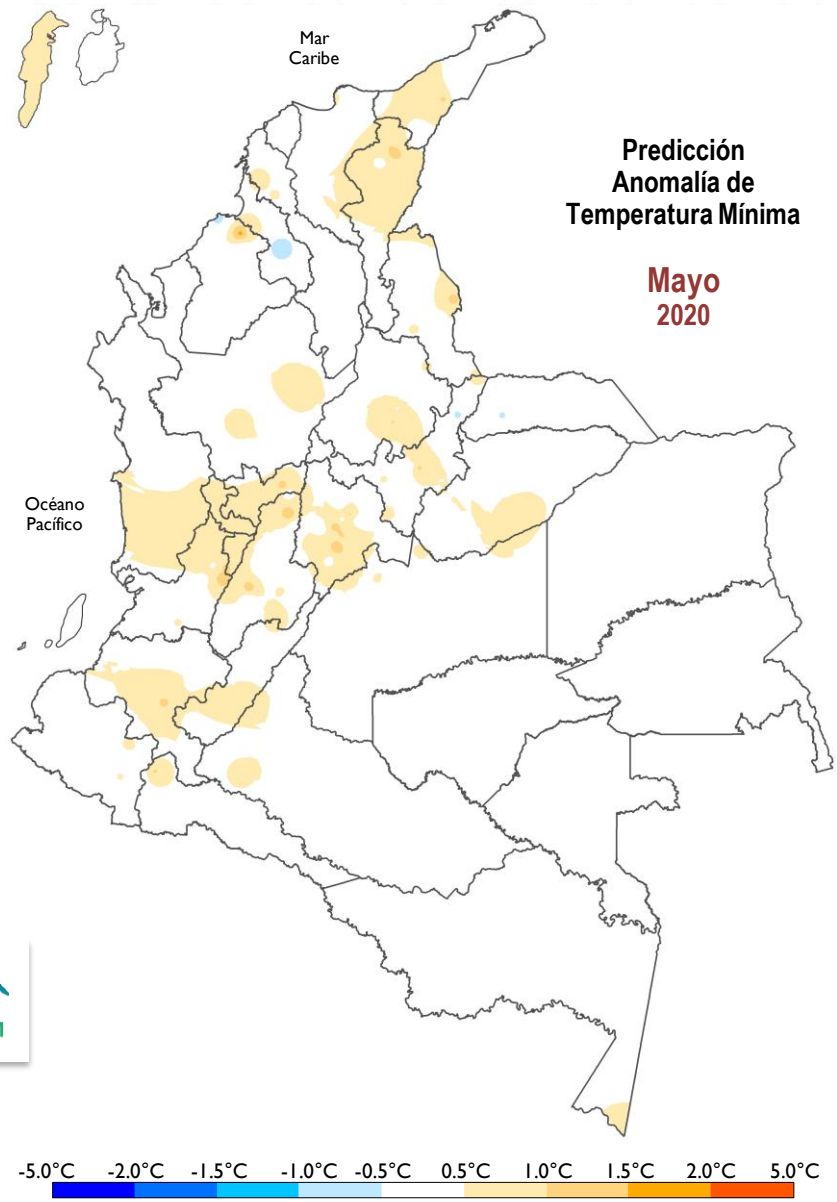 Mar
Caribe
Predicción
Anomalía de
Temperatura Mínima
Mayo
2020
Océano
Pacífico
-5.0°C -2.0°C -1.5°C -1.0°C -0.5°C 0.5°C 1.0°C 1.5°C 2.0°C 5.0°C